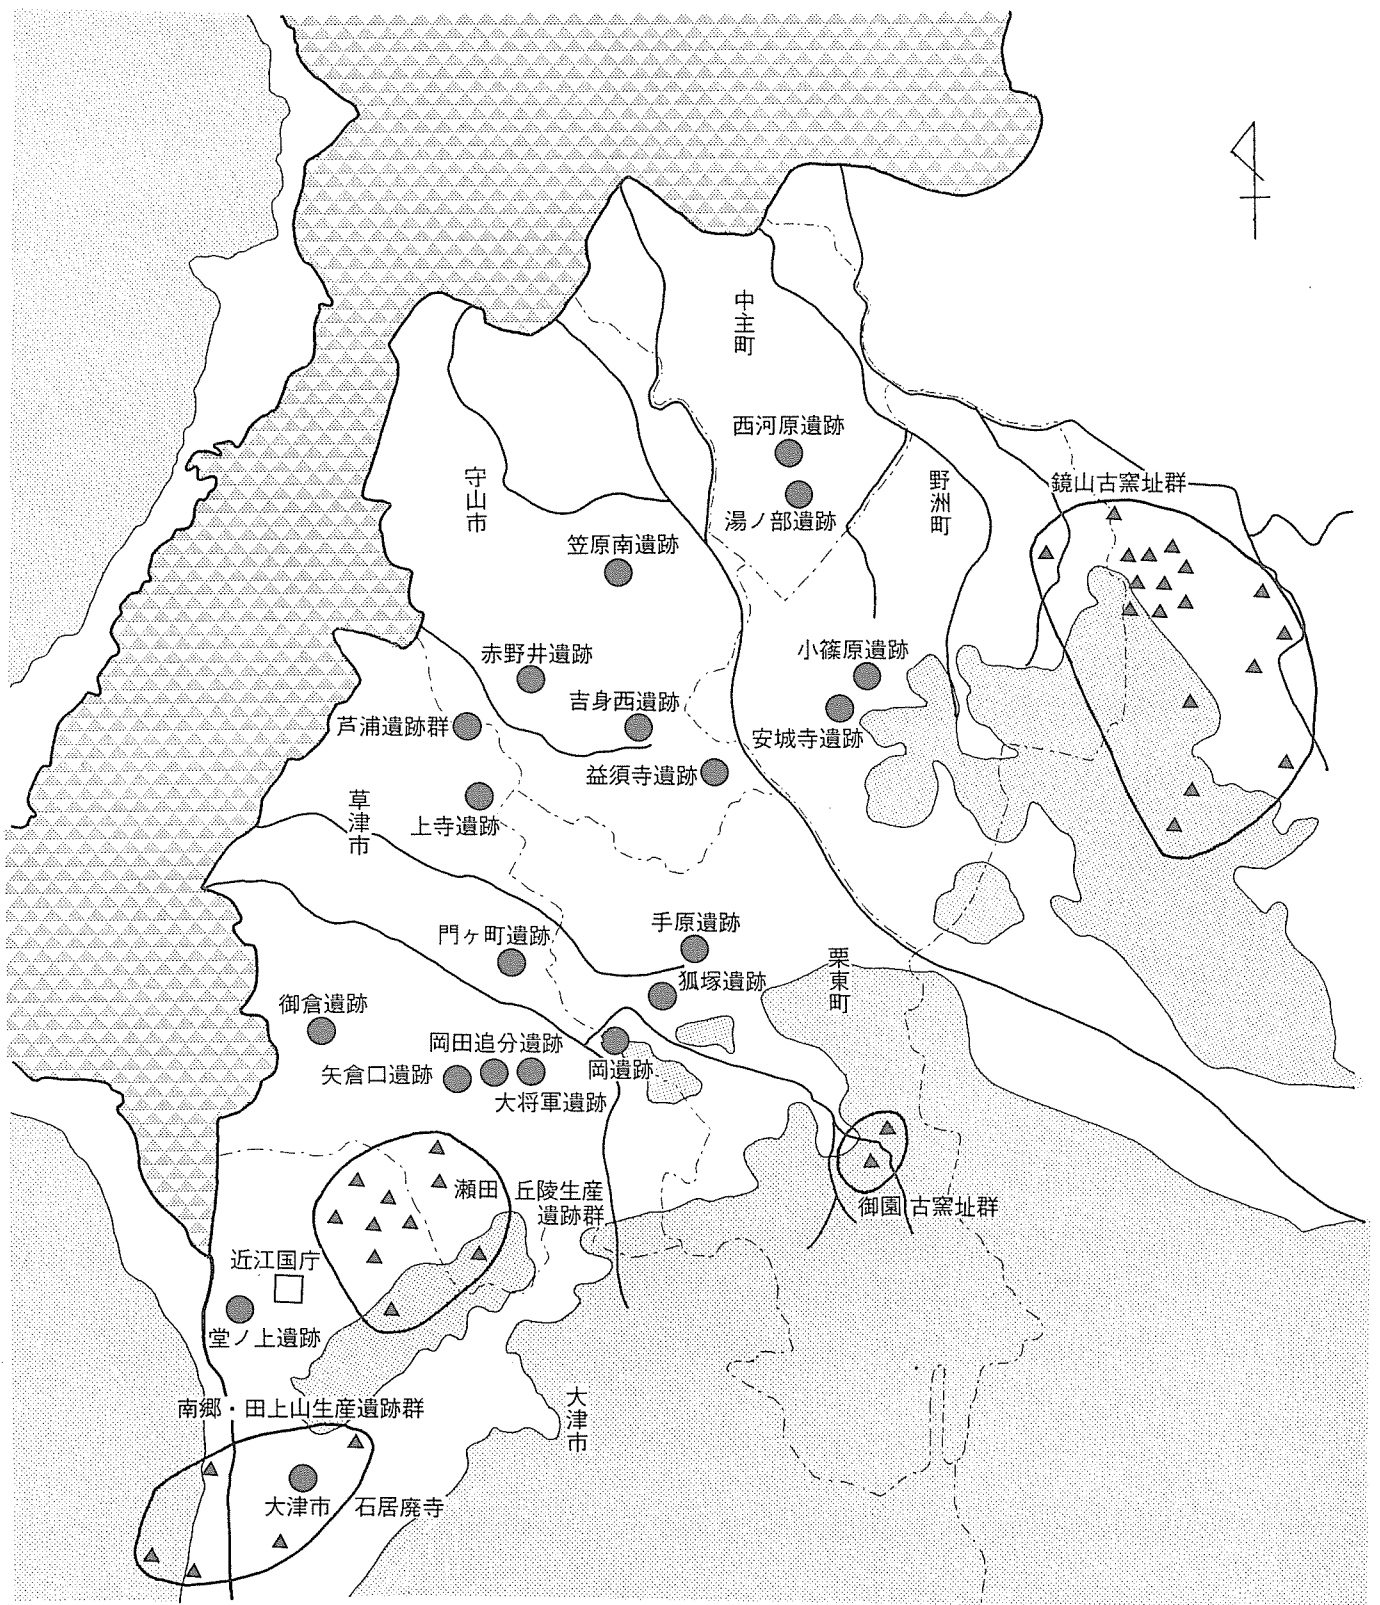 中主町
西河原遺跡
守山市
野洲町
鏡山古窯址群
湯ノ部遺跡
笠原南遺跡
赤野井遺跡
小篠原遺跡
吉身西遺跡
芦浦遺跡群
安城寺遺跡
益須寺遺跡
草津市
上寺遺跡
手原遺跡
門ヶ町遺跡
栗東町
狐塚遺跡
御倉遺跡
岡田追分遺跡
矢倉口遺跡
岡遺跡
大将軍遺跡
瀬田 丘陵生産
遺跡群
御園 古窯址群
近江国庁
堂ノ上遺跡
大津市
南郷・田上山生産遺跡群
大津市 石居廃寺